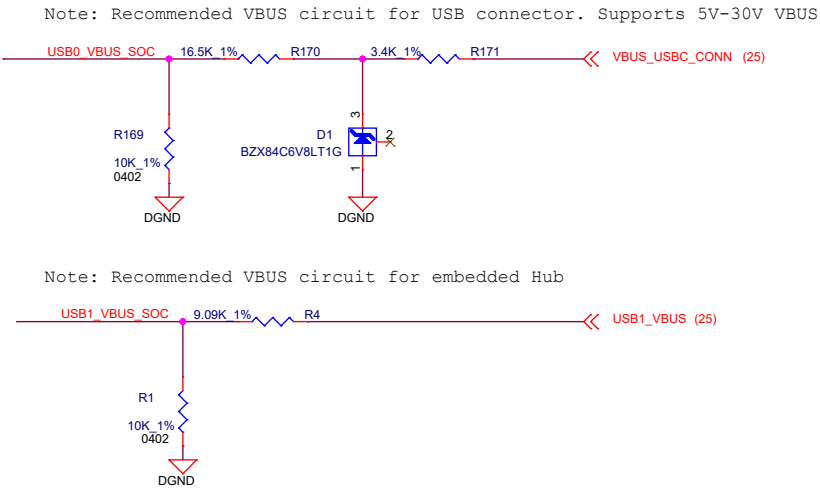 Note: Recommended VBUS circuit for USB connector. Supports 5V-30V VBUS
USB0_VBUS_SOC 16.5K_1% R170 3.4K_1% R171 VBUS_USBC_CONN (25)
3
R169 D1 2
BZX84C6V8LT1G
10K_1%
0402 1
DGND DGND
Note: Recommended VBUS circuit for embedded Hub
USB1_VBUS_SOC 9.09K_1% R4 USB1_VBUS (25)
R1
10K_1%
0402
DGND